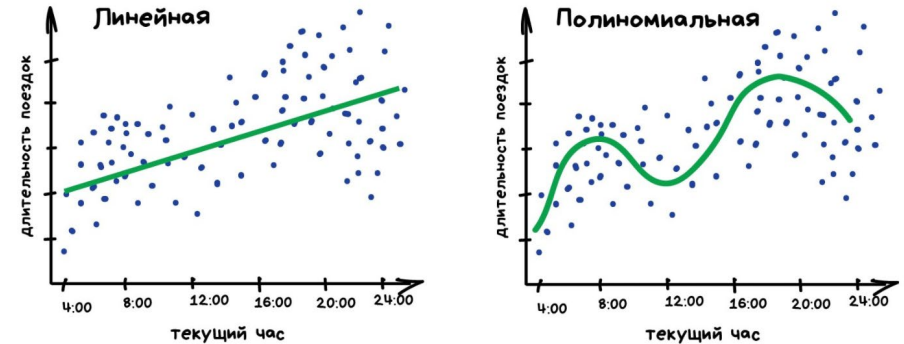 Линейная
длительность поездок
4:00 8:00 12:00 16:00 20:00 24:00
текущий час
Полиномиальная
длительность поездок
4:00 8:00 12:00 16:00 20:00 24:00
текущий час